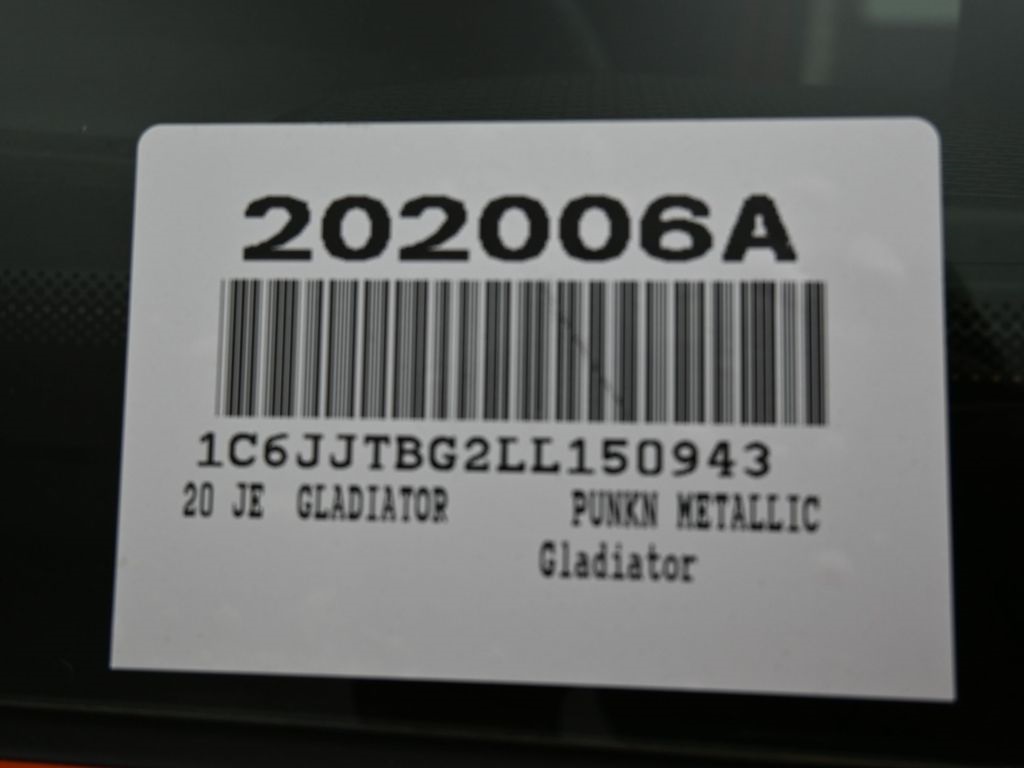 202006A
1C6JJTBG2LL150943
20 JE GLADIATOR PUNKN METALLIC
Gladiator